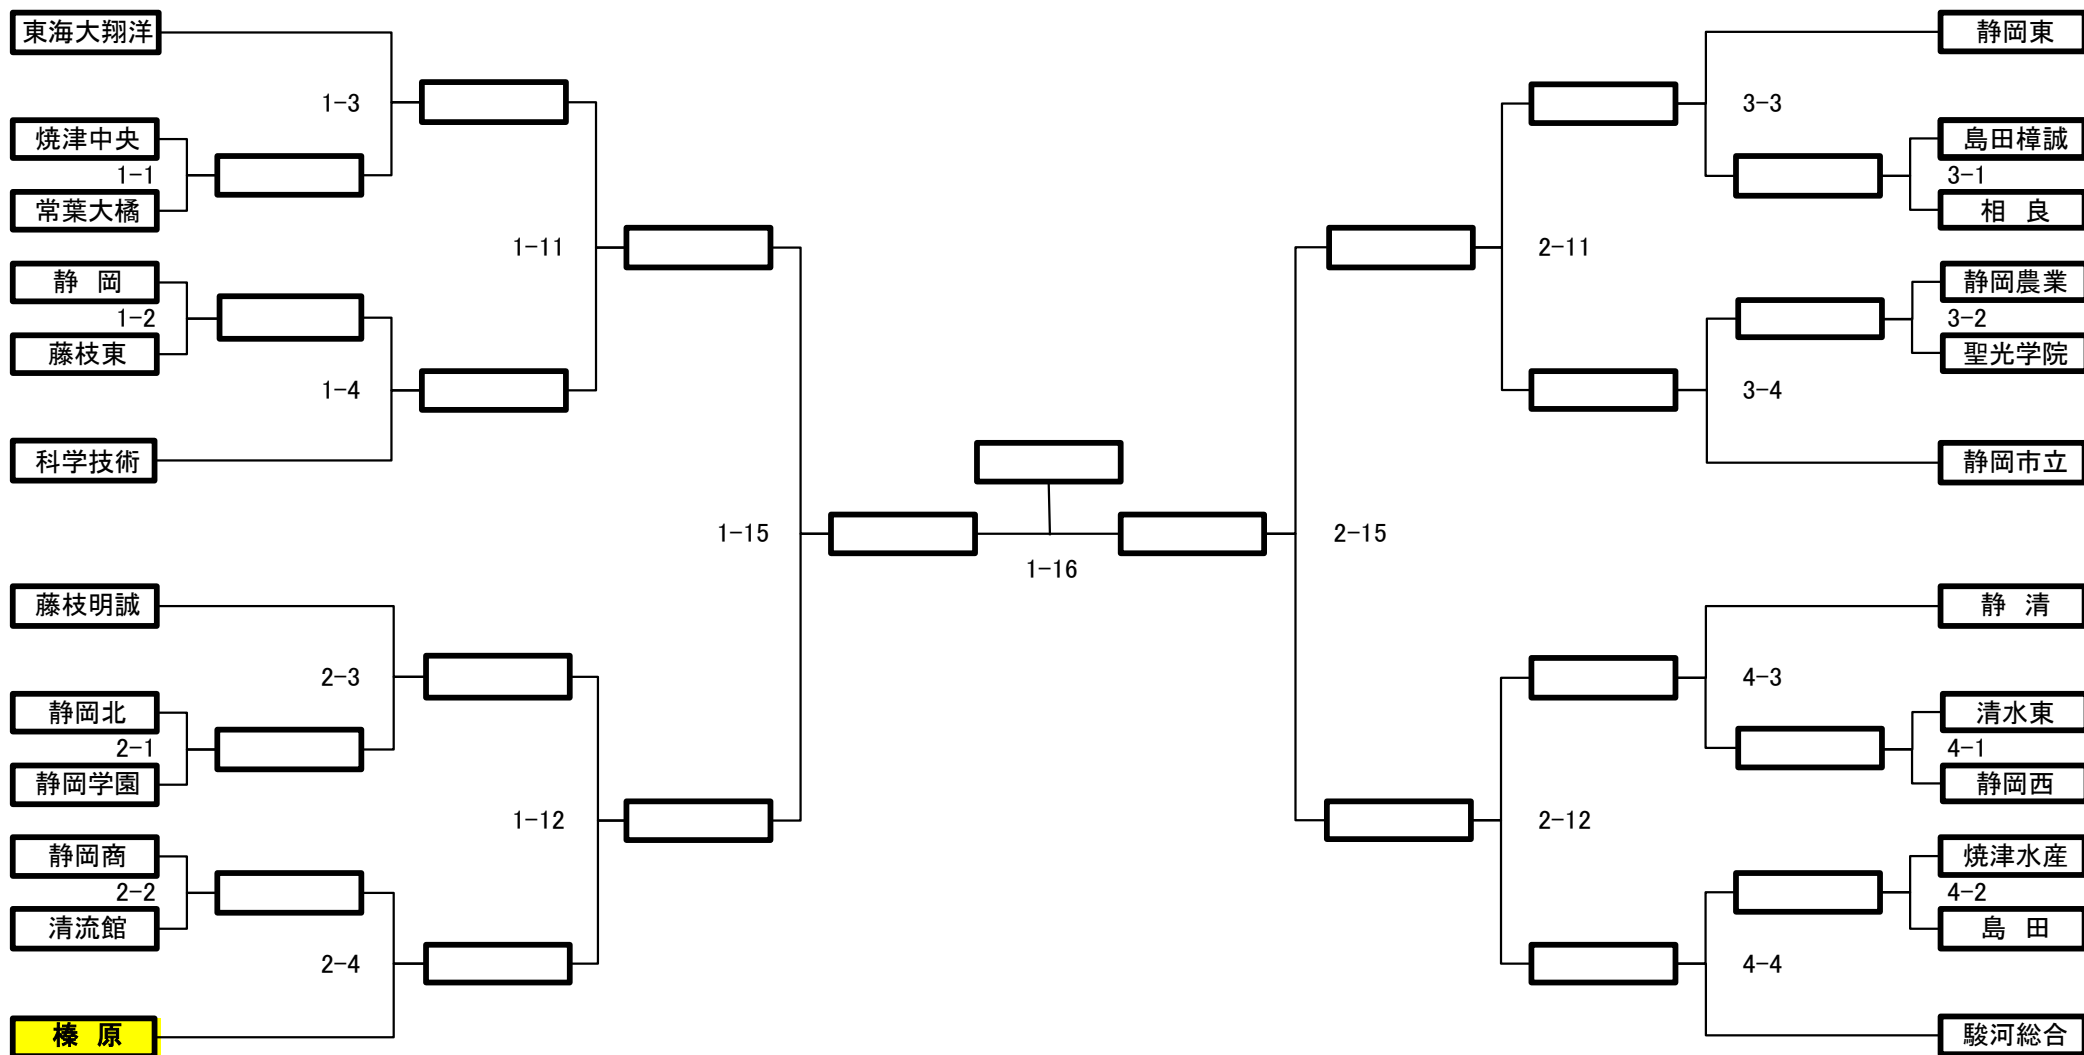 東海大翔洋
1-3
焼津中央
1-1
常葉大橘
1-11
静 岡
1-2
藤枝東
1-4
科学技術
1-15
藤枝明誠
2-3
静岡北
2-1
静岡学園
1-12
静岡商
2-2
清流館
2-4
榛 原
1-16
静岡東
3-3
島田樟誠
3-1
相 良
2-11
静岡農業
3-2
聖光学院
3-4
静岡市立
2-15
静 清
4-3
清水東
4-1
静岡西
2-12
焼津水産
4-2
島 田
4-4
駿河総合